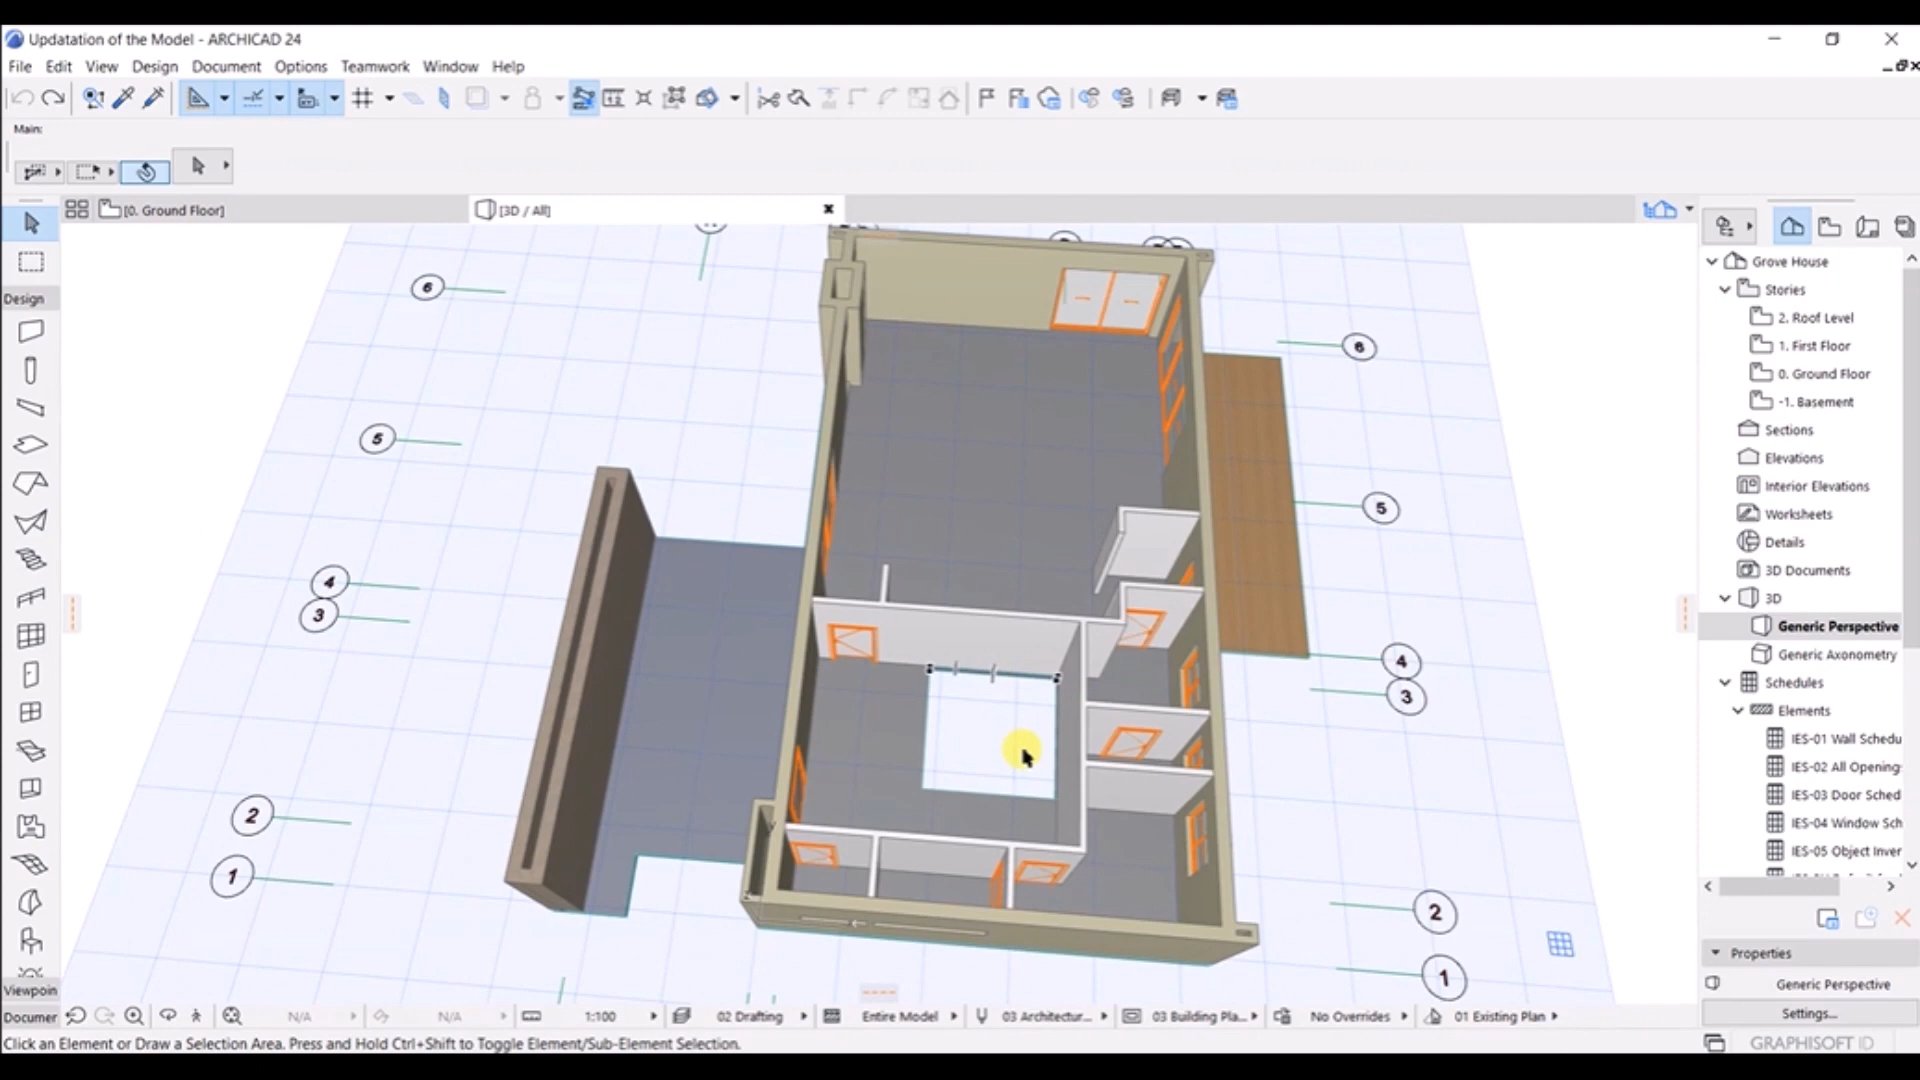 Updatation of the Model - ARCHICAD 24
File Edit View Design Document Options Teamwork Window Help
Main:
[0. Ground Floor]
[3D / All]
Design
Viewpoin
Documer
6
5
4
3
2
1
6
5
4
3
2
1
Grove House
Stories
2. Roof Level
1. First Floor
0. Ground Floor
-1. Basement
Sections
Elevations
Interior Elevations
Worksheets
Details
3D Documents
3D
Generic Perspective
Generic Axonometry
Schedules
Elements
IES-01 Wall Schedu
IES-02 All Opening
IES-03 Door Sched
IES-04 Window Sch
IES-05 Object Inver
Properties
Generic Perspective
Settings...
N/A N/A 1:100 02 Drafting Entire Model 03 Architectur... 03 Building Pla... No Overrides 01 Existing Plan
Click an Element or Draw a Selection Area. Press and Hold Ctrl+Shift to Toggle Element/Sub-Element Selection.
GRAPHISOFT ID